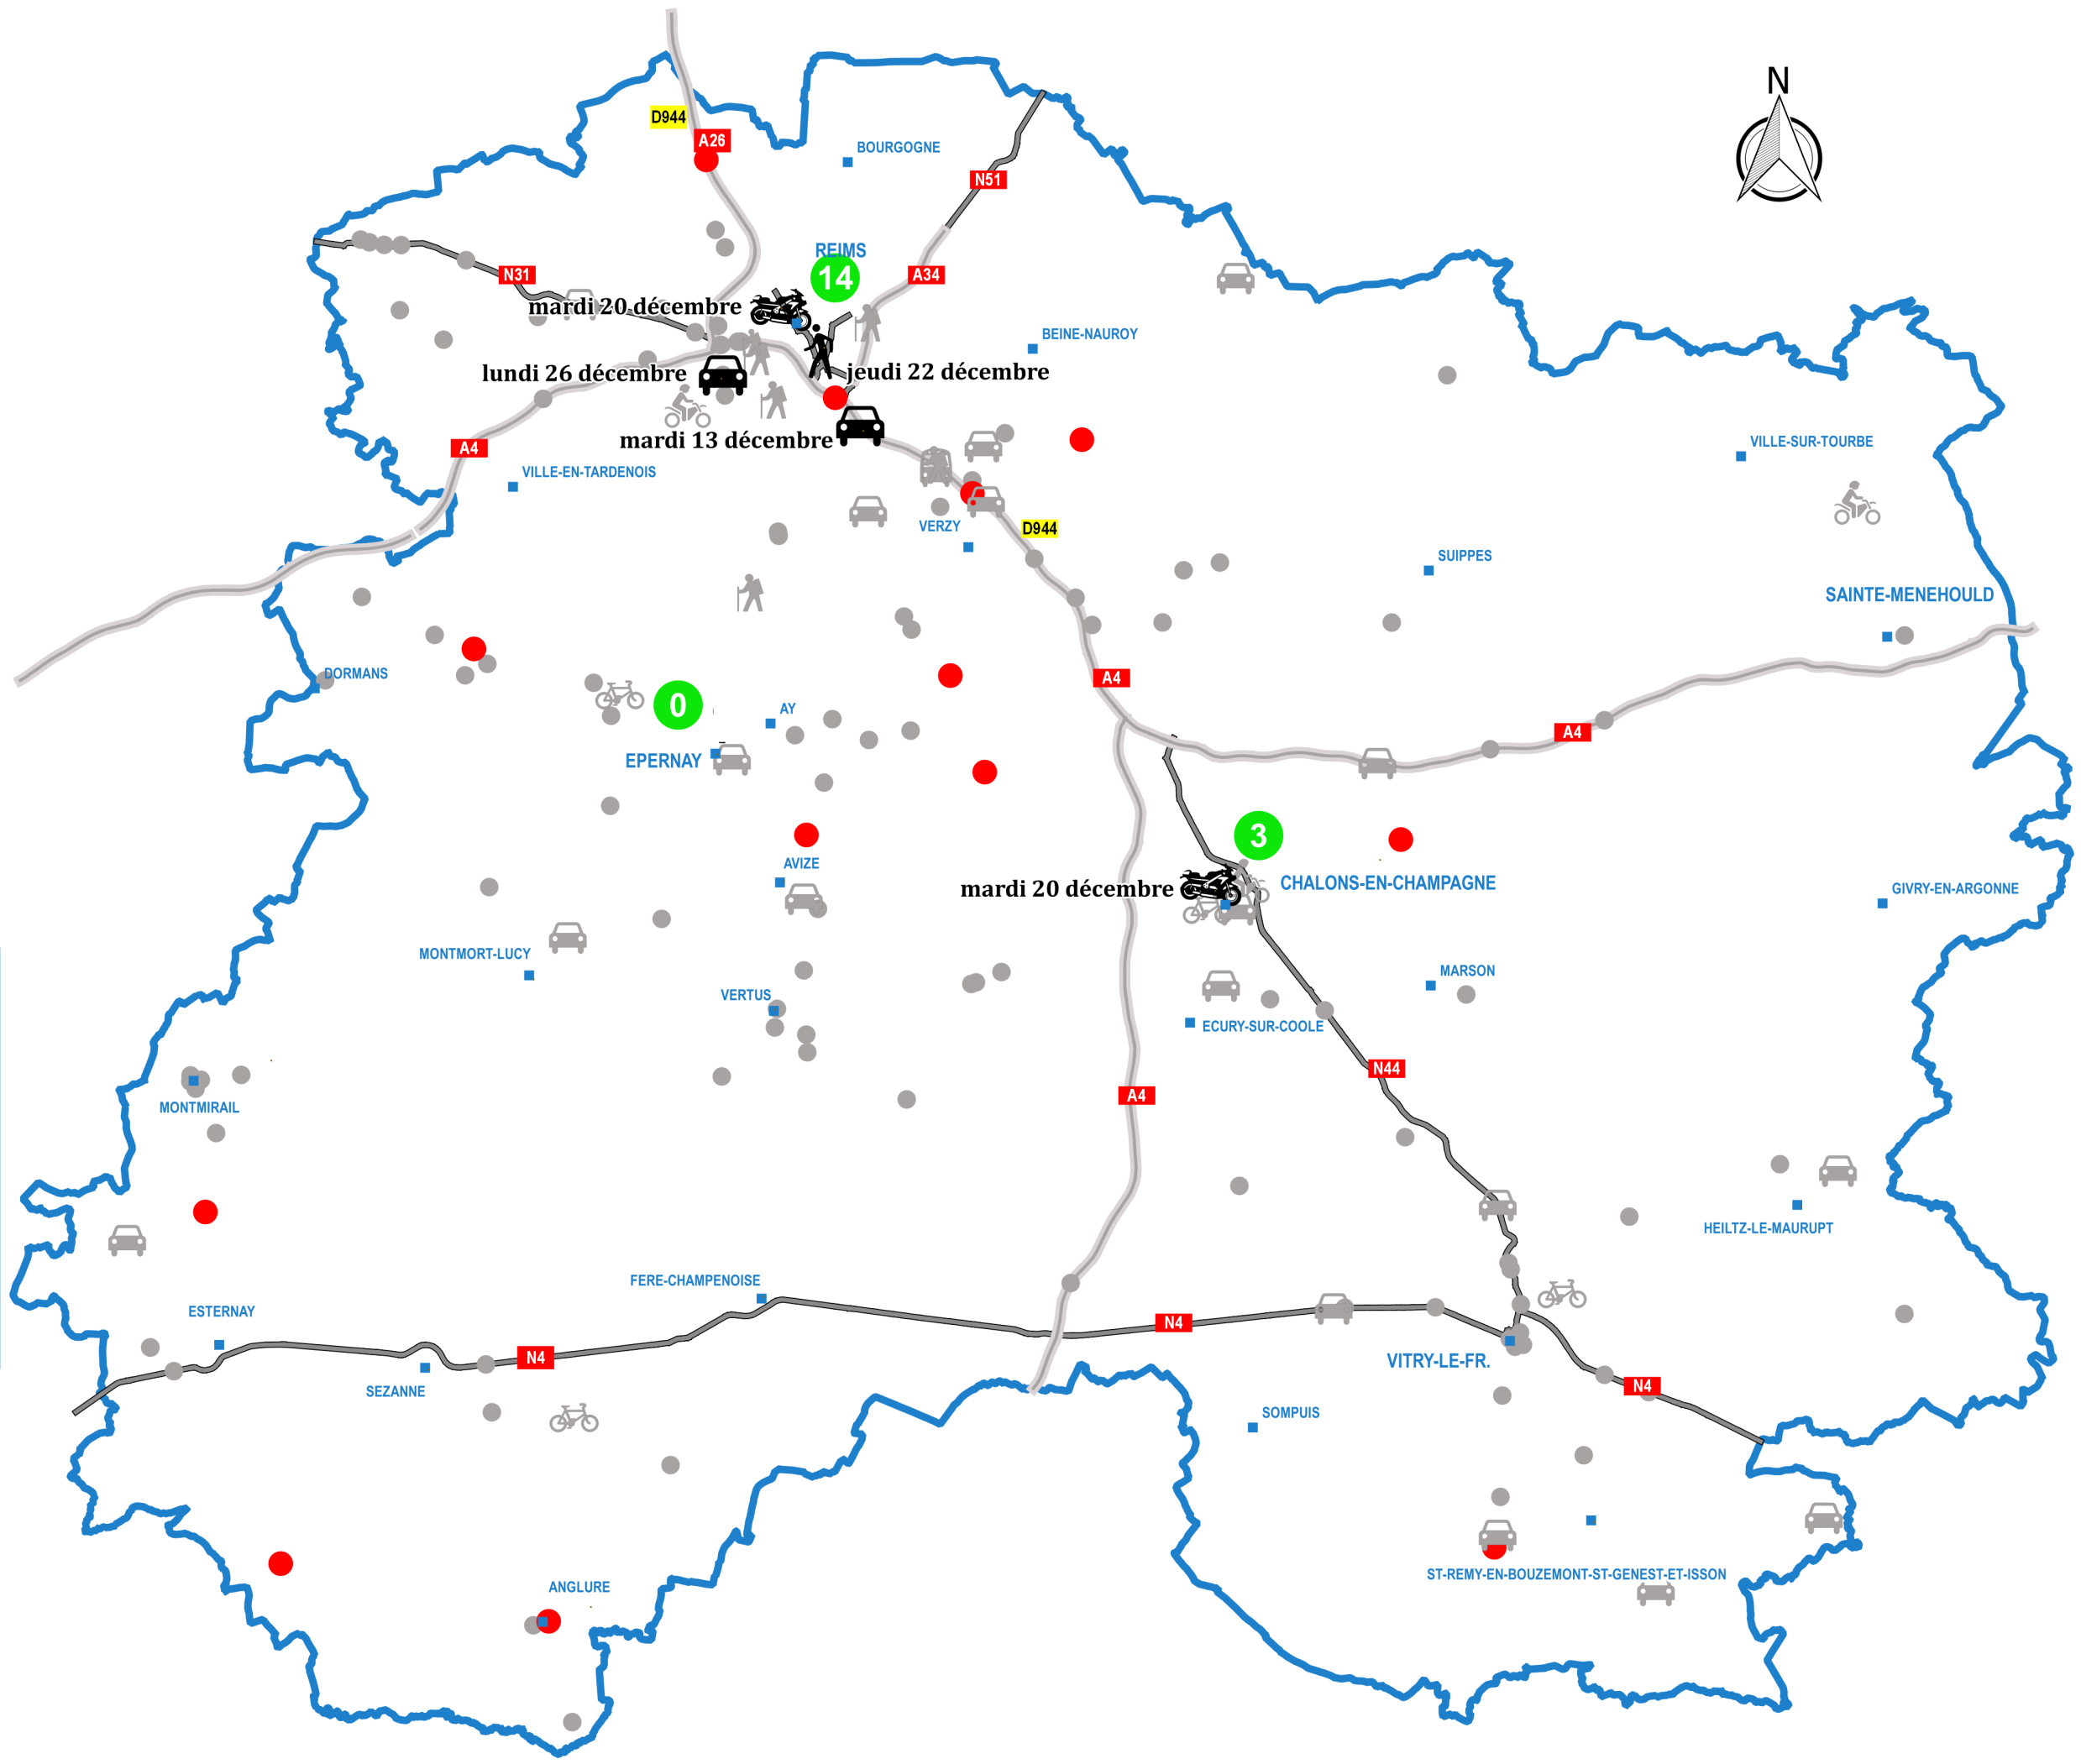 N
D944
A26
BOURGOGNE
N51
REIMS
14
A34
N31
mardi 20 décembre
BEINE-NAUROY
lundi 26 décembre
jeudi 22 décembre
mardi 13 décembre
A4
VILLE-EN-TARDENOIS
VILLE-SUR-TOURBE
VERZY
D944
SUIPPES
SAINTE-MENEHOULD
DORMANS
A4
0
AY
A4
EPERNAY
3
AVIZE
mardi 20 décembre
CHALONS-EN-CHAMPAGNE
GIVRY-EN-ARGONNE
MONTMORT-LUCY
MARSON
VERTUS
ECURY-SUR-COOLE
N44
A4
MONTMIRAIL
HEILTZ-LE-MAURUPT
FERE-CHAMPENOISE
ESTERNAY
N4
N4
VITRY-LE-FR.
SEZANNE
N4
SOMPUIS
ST-REMY-EN-BOUZEMONT-ST-GENEST-ET-ISSON
ANGLURE